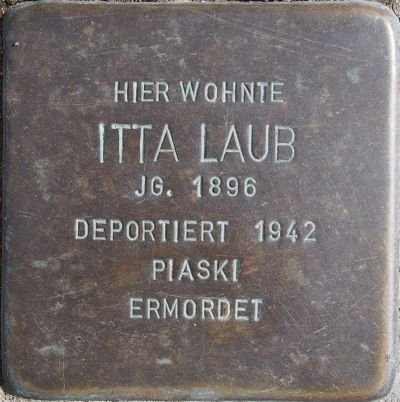 HIER WOHNTE
ITTA LAUB
JG. 1896
DEPORTIERT 1942
PIASKI
ERMORDET